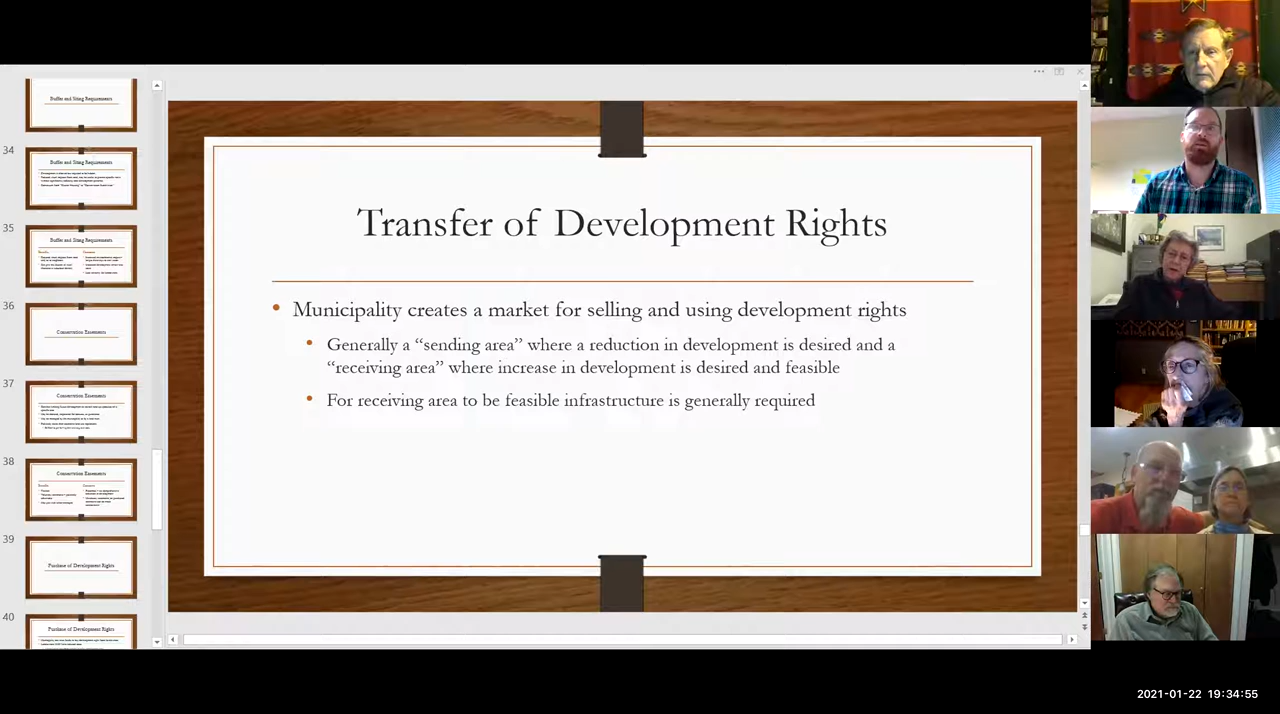 Buffer and Siting Requirements
34
Buffer and Siting Requirements
35
Buffer and Siting Requirements
36
Conservation Easements
37
Conservation Easements
38
Conservation Easements
39
Purchase of Development Rights
40
Purchase of Development Rights
Transfer of Development Rights
Municipality creates a market for selling and using development rights
Generally a “sending area” where a reduction in development is desired and a
“receiving area” where increase in development is desired and feasible
For receiving area to be feasible infrastructure is generally required
2021-01-22 19:34:55